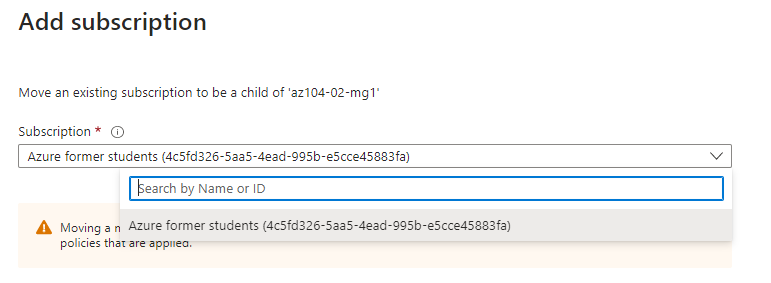 Add subscription
Move an existing subscription to be a child of 'az104-02-mg1'
Subscription *
Azure former students (4c5fd326-5aa5-4ead-995b-e5cce45883fa)
Search by Name or ID
Azure former students (4c5fd326-5aa5-4ead-995b-e5cce45883fa)
Moving a
policies that are applied.